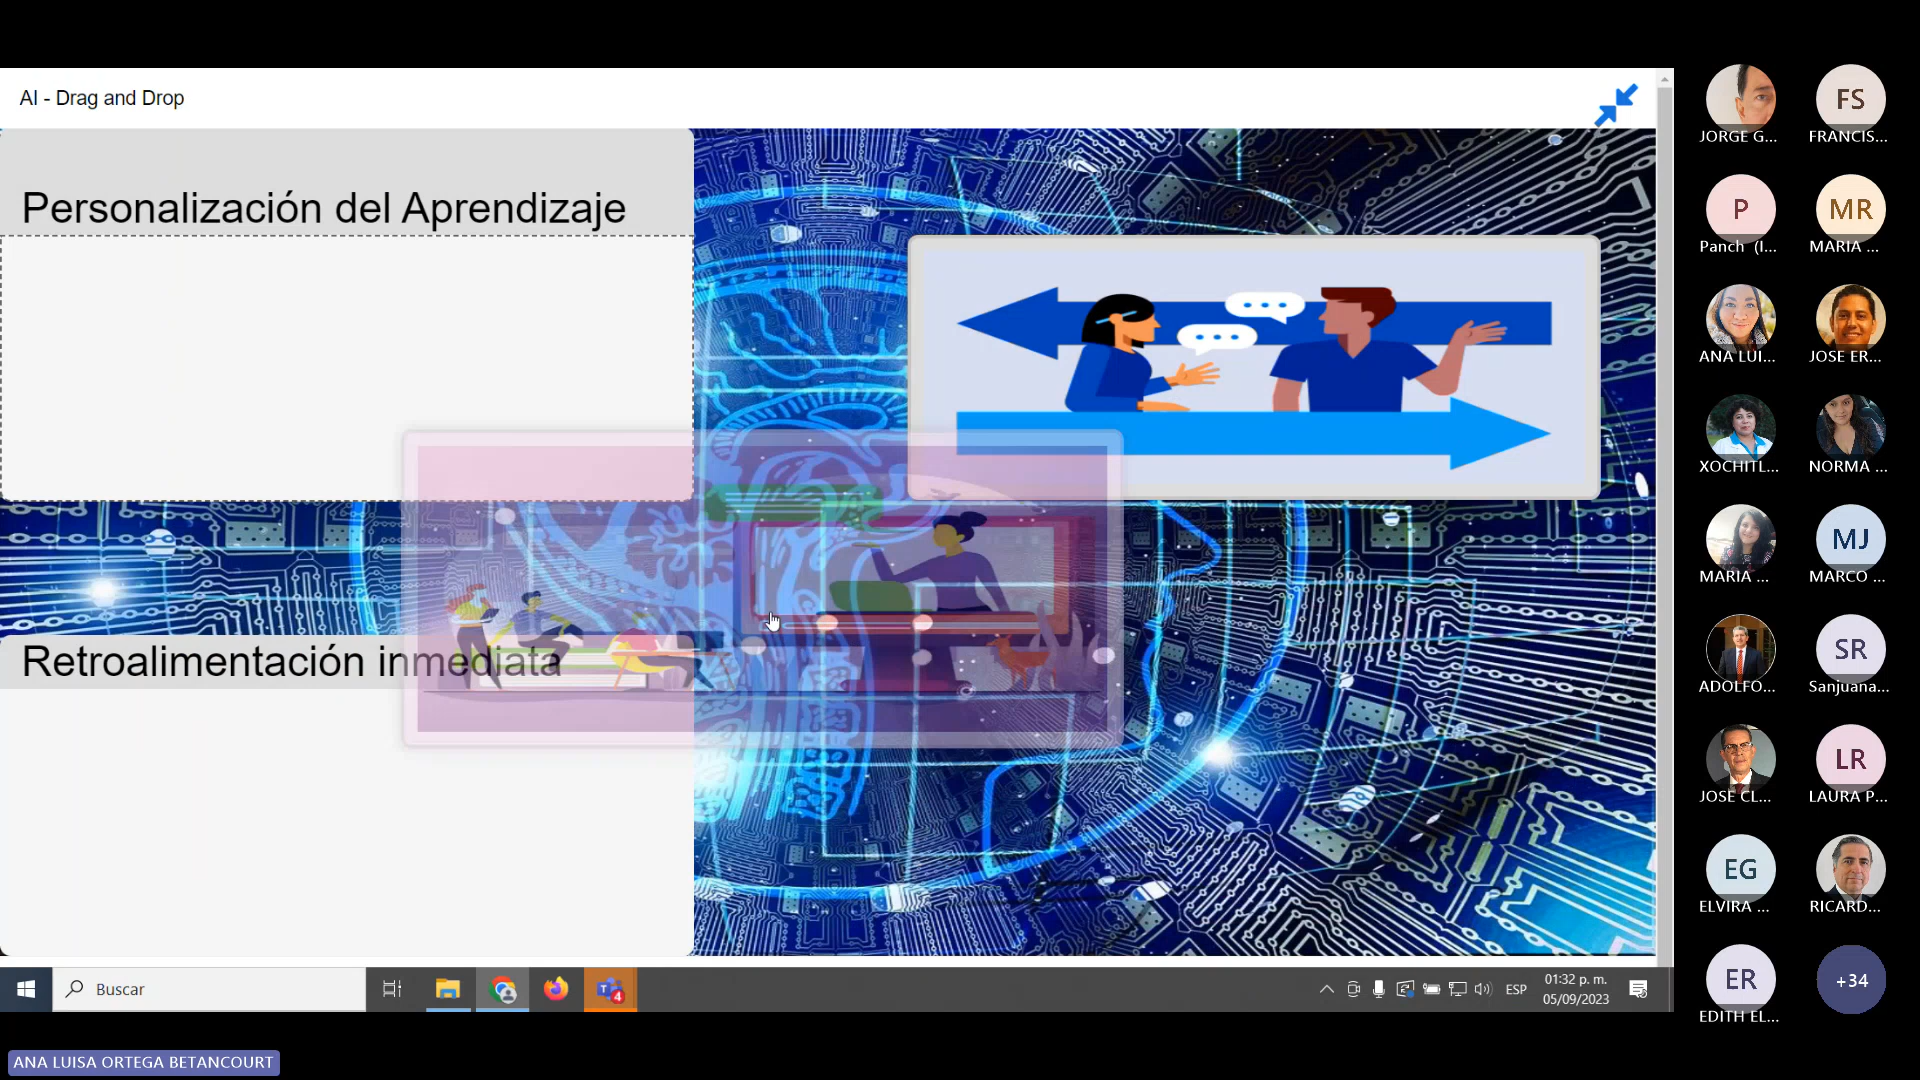 AI - Drag and Drop
Personalización del Aprendizaje
Retroalimentación inmediata
Buscar
4
ESP
01:32 p. m.
05/09/2023
JORGE G...
FS
FRANCIS...
P
Panch (I...
MR
MARIA ...
ANA LUI...
JOSE ER...
XOCHITL...
NORMA ...
MARIA ...
MJ
MARCO ...
ADOLFO...
SR
Sanjuana...
JOSE CL...
LR
LAURA P...
EG
ELVIRA ...
RICARD...
ER
EDITH EL...
+34
ANA LUISA ORTEGA BETANCOURT